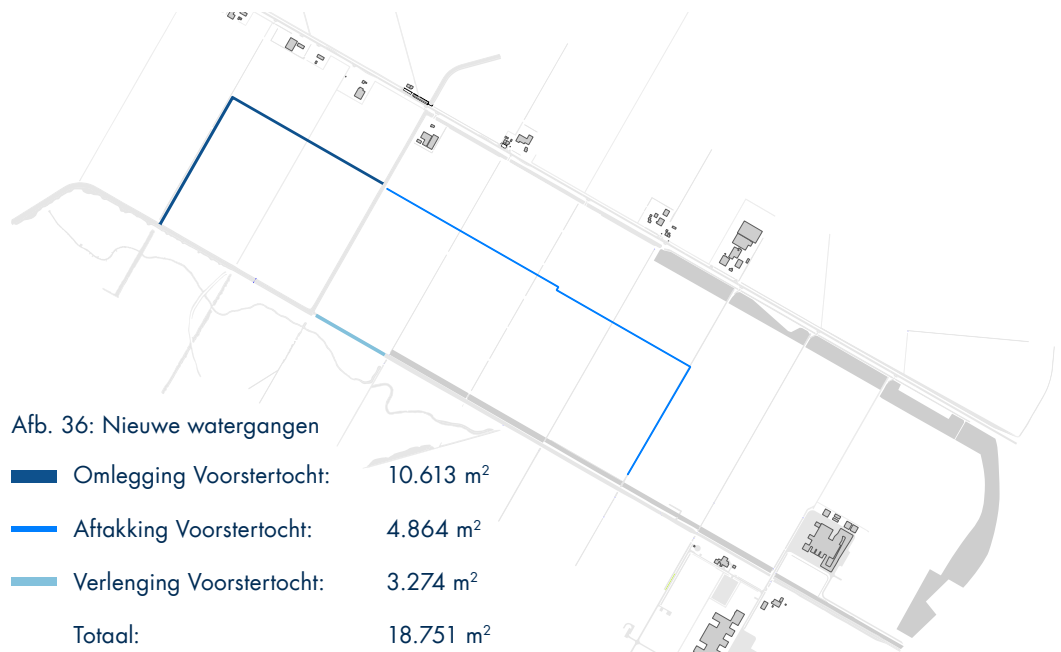 Afb. 36: Nieuwe watergangen
Omlegging Voorstertocht: 10.613 m²
Aftakking Voorstertocht: 4.864 m²
Verlenging Voorstertocht: 3.274 m²
Totaal: 18.751 m²